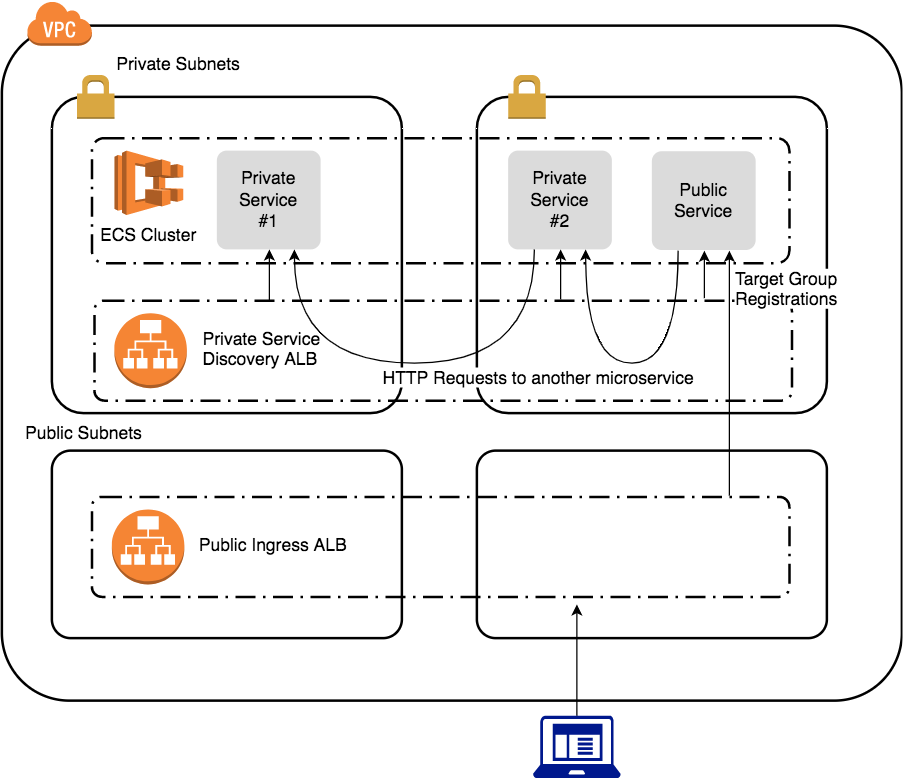 VPC
Private Subnets
Private
Service
#1
Private
Service
#2
Public
Service
ECS Cluster
Target Group
Registrations
Private Service
Discovery ALB
HTTP Requests to another microservice
Public Subnets
Public Ingress ALB